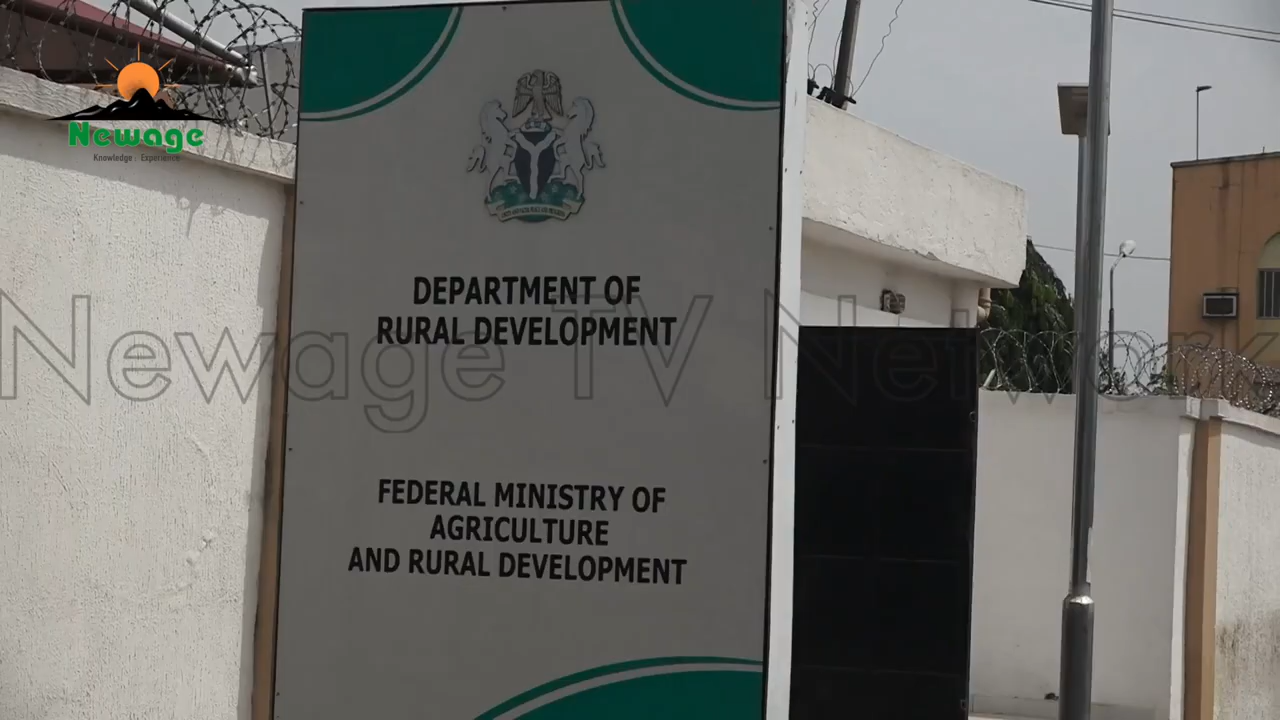 Newage
Knowledge : Experience
DEPARTMENT OF
RURAL DEVELOPMENT
Newage TV Network
FEDERAL MINISTRY OF
AGRICULTURE
AND RURAL DEVELOPMENT